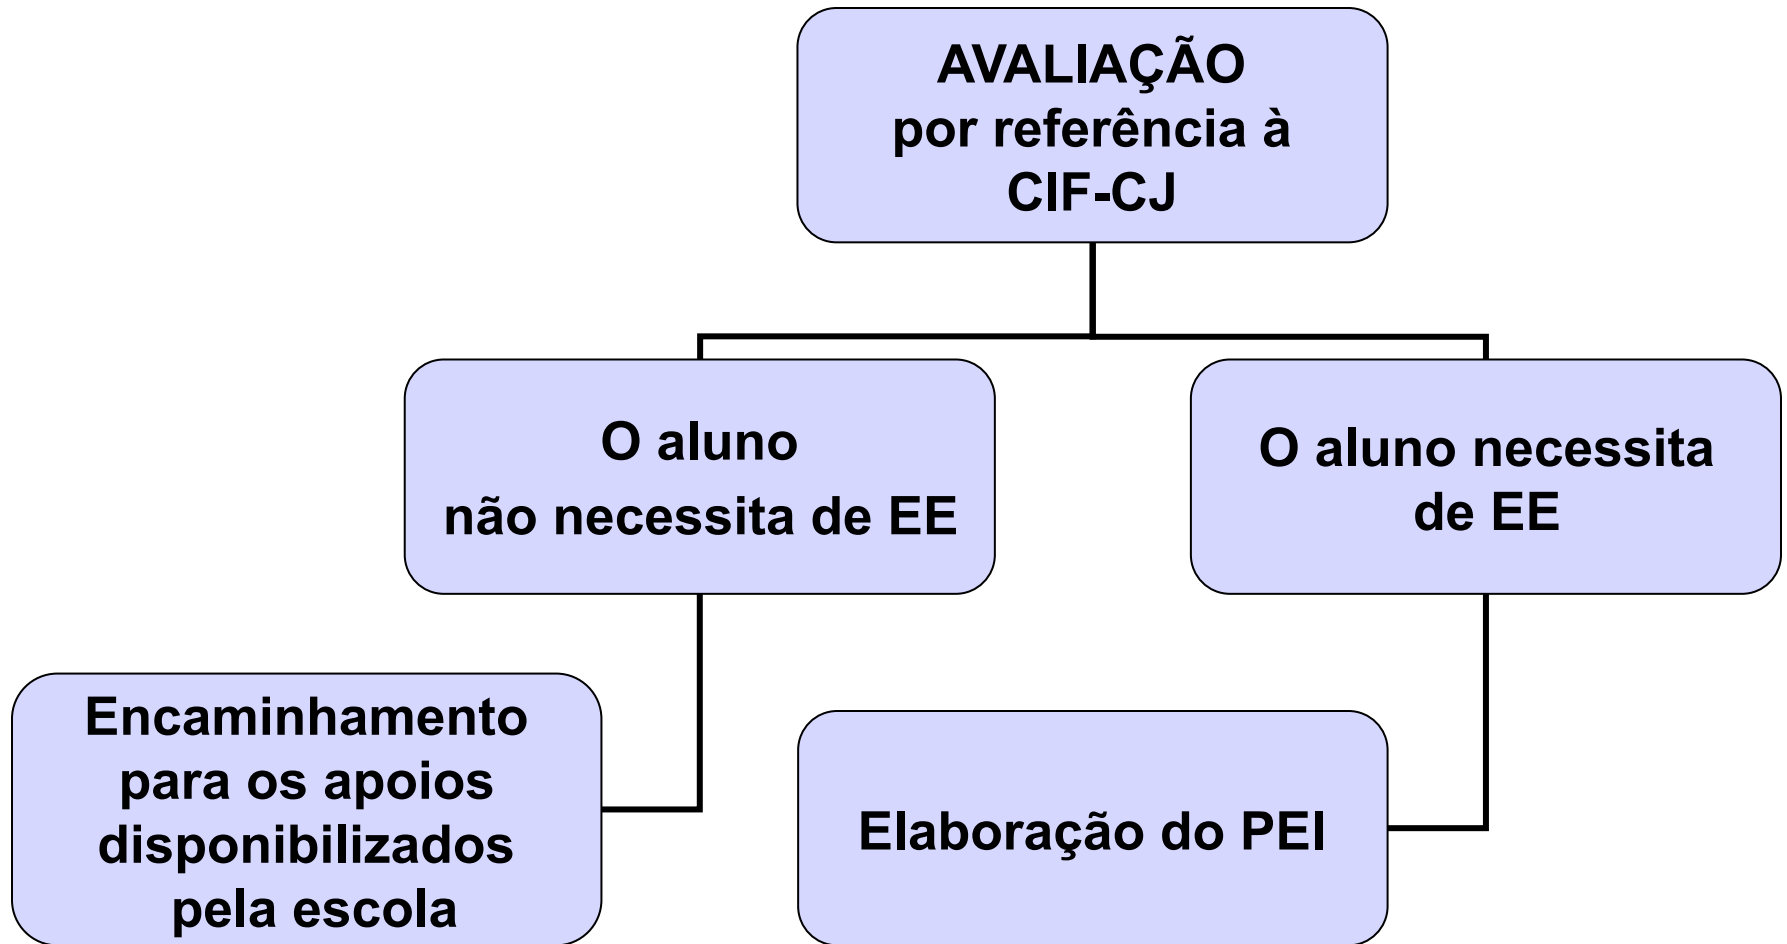 AVALIAÇÃO
por referência à
CIF-CJ
O aluno
não necessita de EE
O aluno necessita
de EE
Encaminhamento
para os apoios
disponibilizados
pela escola
Elaboração do PEI